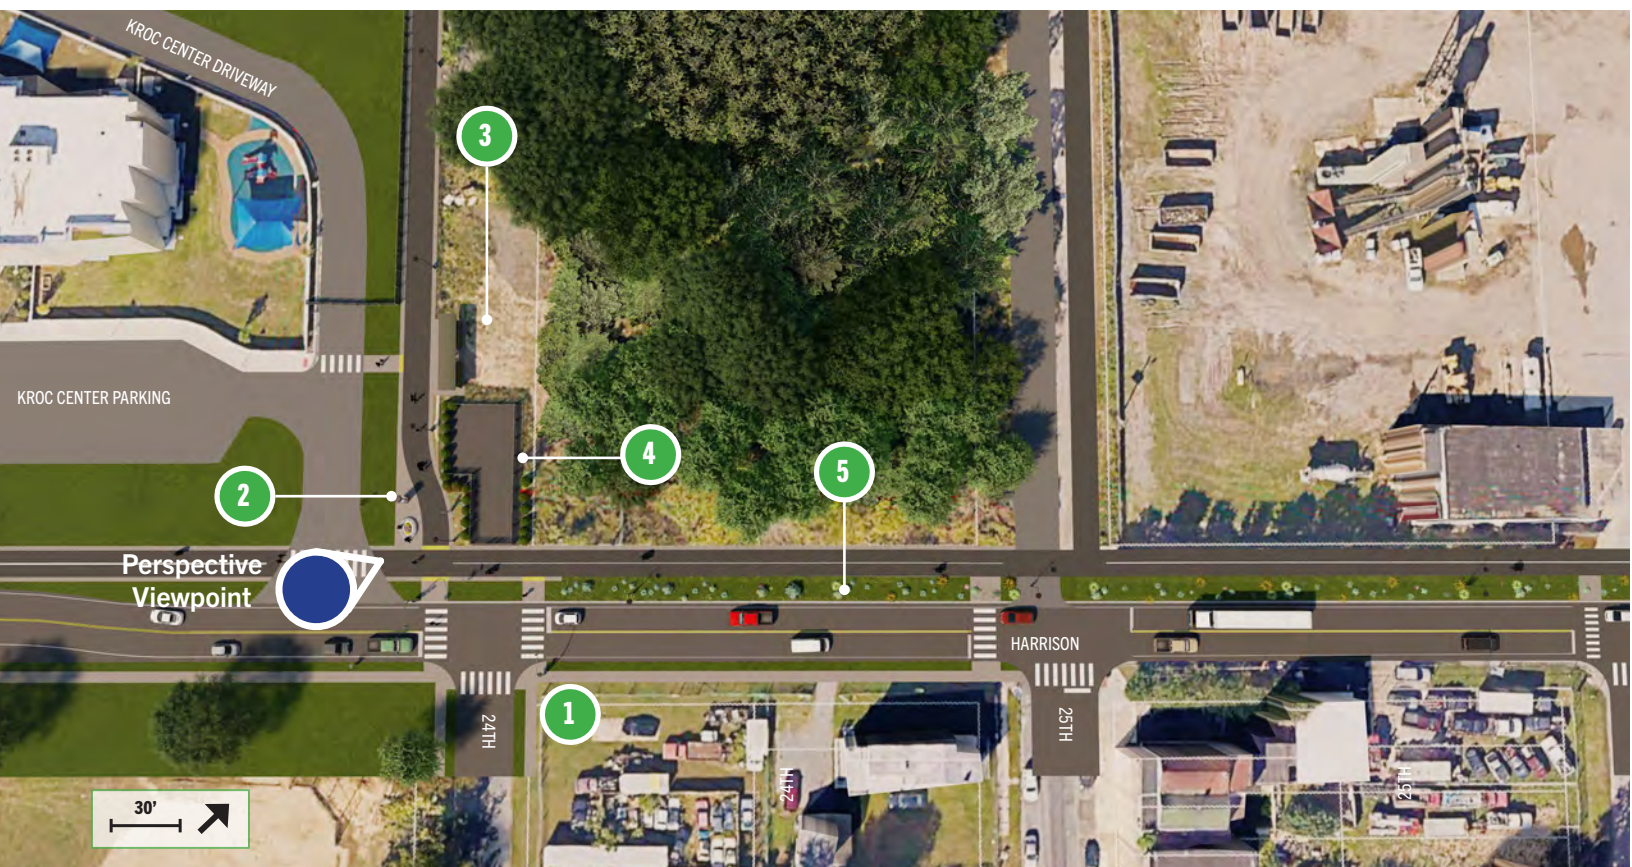 KROC CENTER DRIVEWAY
3
KROC CENTER PARKING
4
5
2
Perspective
Viewpoint
HARRISON
1
24TH
25TH
24TH
25TH
30’